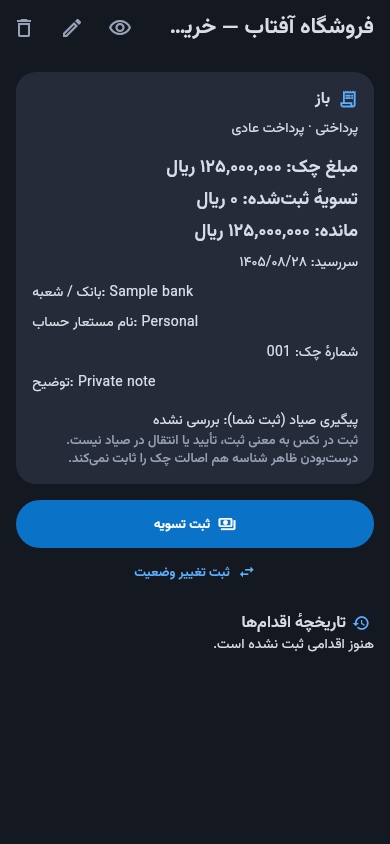 فروشگاه آفتاب — خریـ...
باز
پرداختی · پرداخت عادی
مبلغ چک: ۱۲۵,۰۰۰,۰۰۰ ریال
تسویهٔ ثبت‌شده: ۰ ریال
مانده: ۱۲۵,۰۰۰,۰۰۰ ریال
سررسید: ۱۴۰۵/۰۸/۲۸
بانک / شعبه: Sample bank
نام مستعار حساب: Personal
شمارهٔ چک: 001
توضیح: Private note
پیگیری صیاد (ثبت شما): بررسی نشده
ثبت در نکس به معنی ثبت، تأیید یا انتقال در صیاد نیست.
درست‌بودن ظاهر شناسه هم اصالت چک را ثابت نمی‌کند.
ثبت تسویه
ثبت تغییر وضعیت
تاریخچهٔ اقدام‌ها
هنوز اقدامی ثبت نشده است.